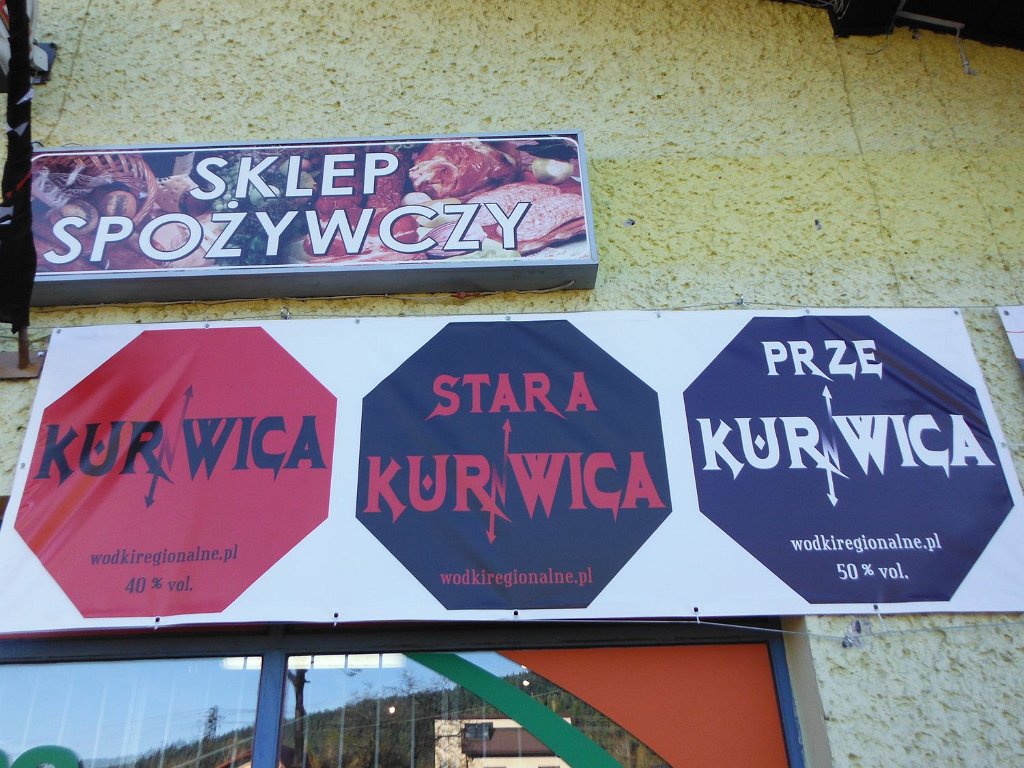 SKLEP
SPOŻYWCZY
KURWICA
wodkiregionalne.pl
40 % vol.
STARA
KURWICA
wodkiregionalne.pl
PRZE
KURWICA
wodkiregionalne.pl
50 % vol.